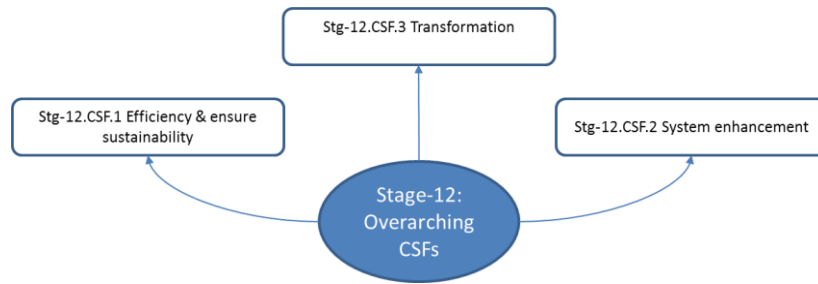 Stg-12.CSF.3 Transformation
Stg-12.CSF.1 Efficiency & ensure
sustainability
Stg-12.CSF.2 System enhancement
Stage-12:
Overarching
CSFs